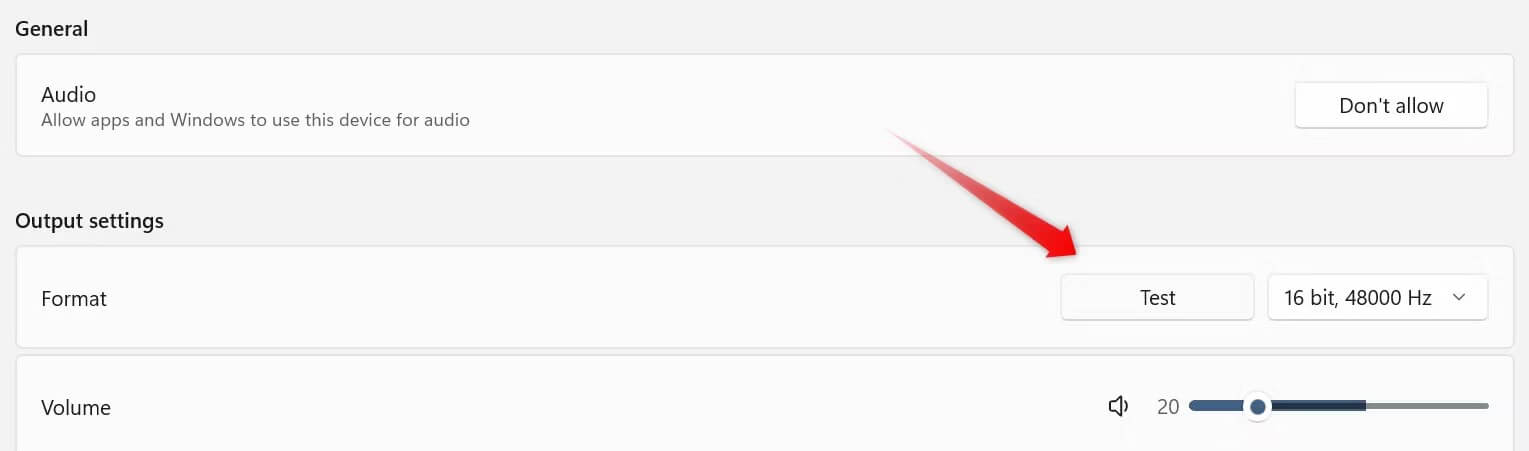 General
Audio
Allow apps and Windows to use this device for audio
Don't allow
Output settings
Format
Test
16 bit, 48000 Hz
Volume
20